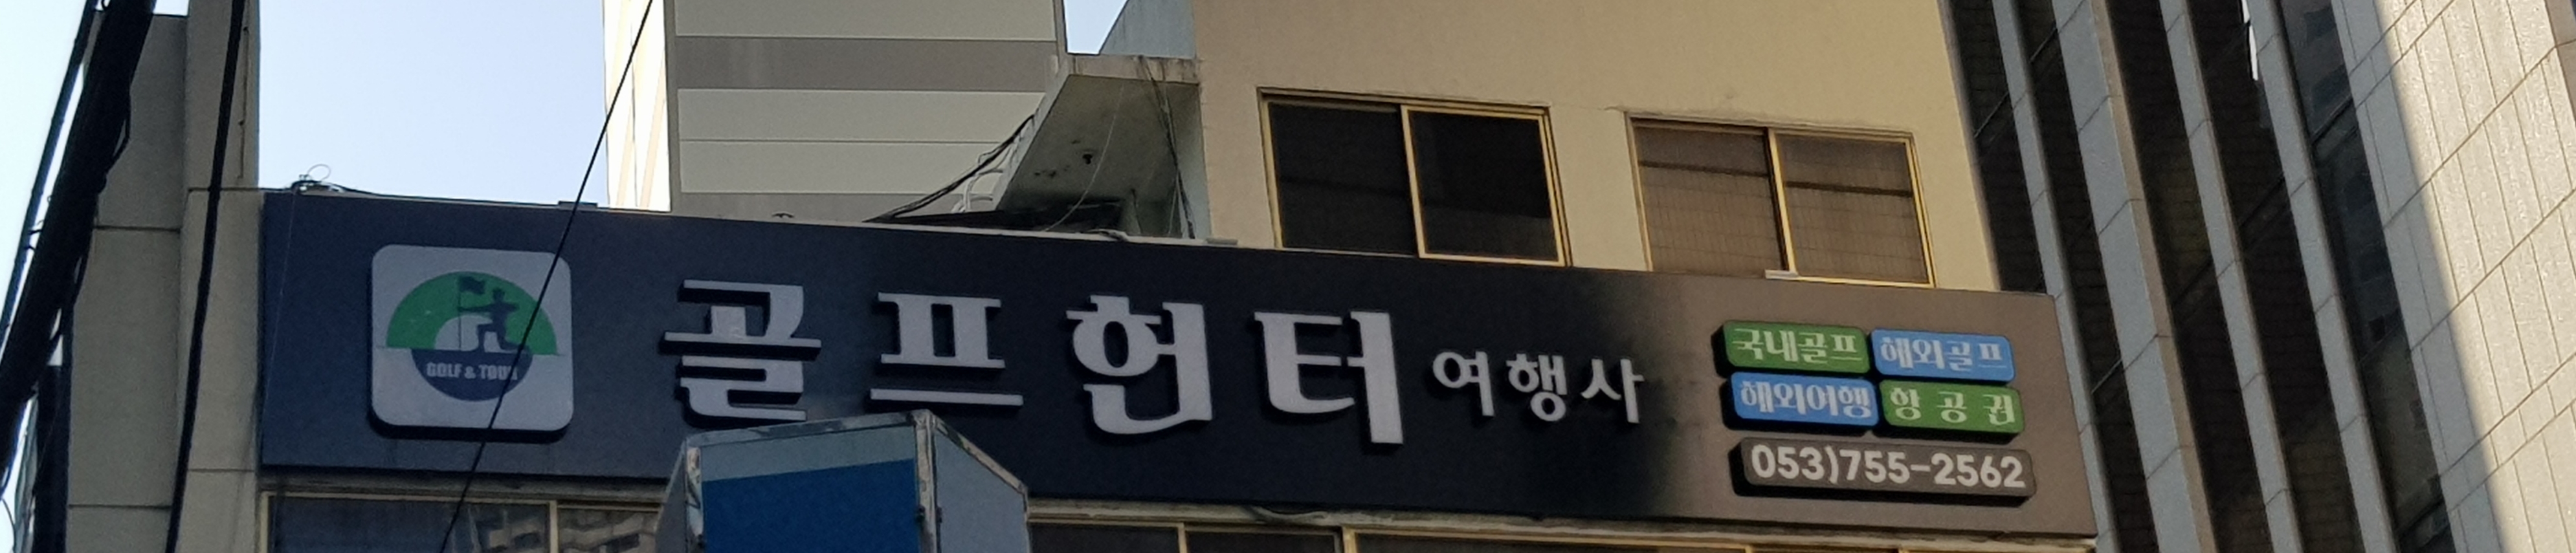 GOLF & TOUR
골프헌터 여행사
국내골프 해외골프
해외여행 항공권
053)755-2562